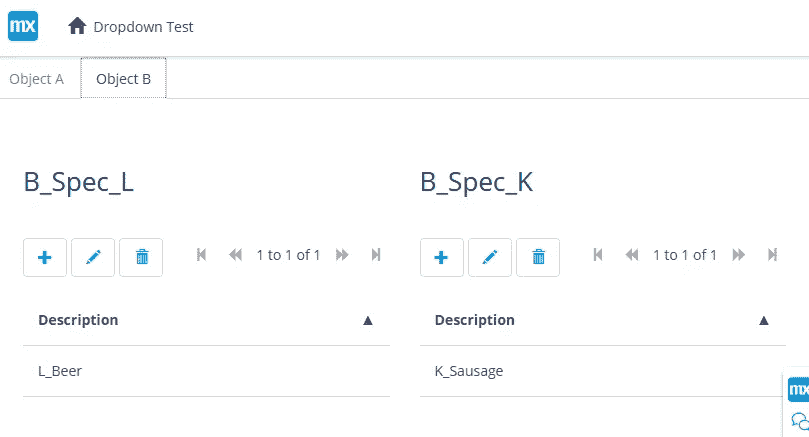 mx
Dropdown Test
Object A
Object B
B_Spec_L
B_Spec_K
1 to 1 of 1
1 to 1 of 1
Description ▲
Description ▲
L_Beer
K_Sausage
mx